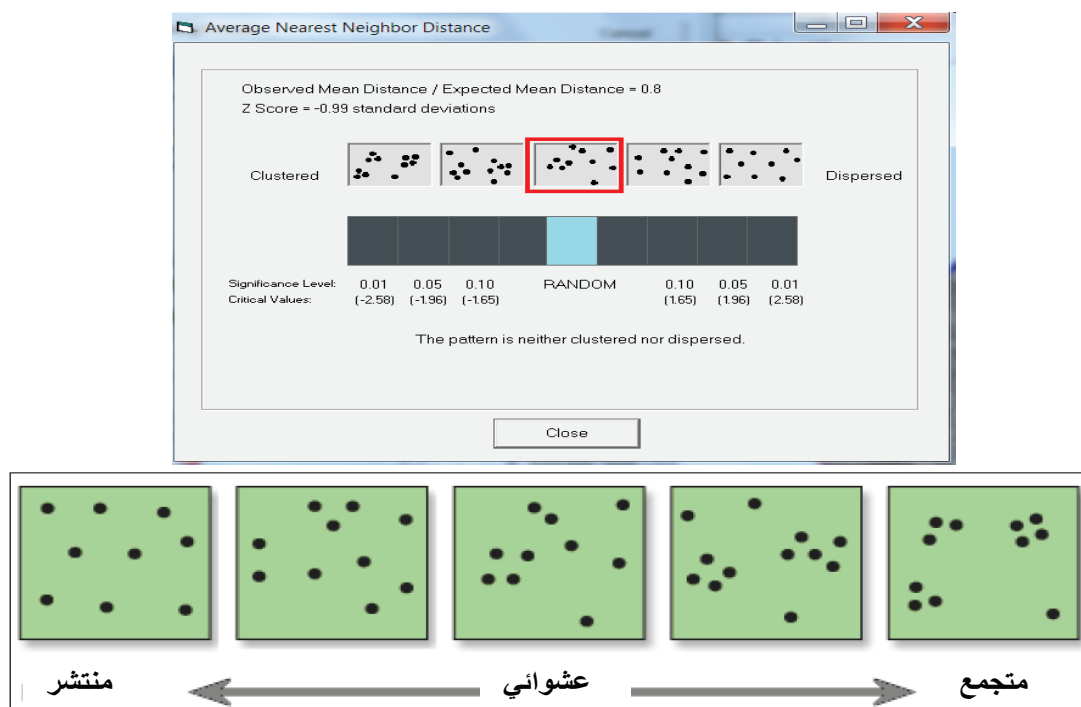 Average Nearest Neighbor Distance
Observed Mean Distance / Expected Mean Distance = 0.8
Z Score = -0.99 standard deviations
Clustered
Dispersed
Significance Level: 0.01 0.05 0.10 RANDOM 0.10 0.05 0.01
Critical Values: (-2.58) (-1.96) (-1.65) (1.65) (1.96) (2.58)
The pattern is neither clustered nor dispersed.
Close
متجمع عشوائي منتشر